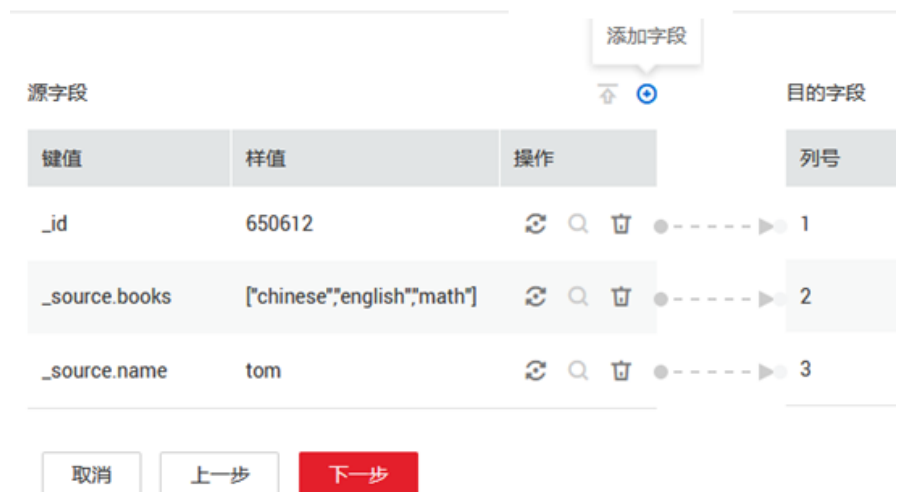 添加字段
源字段 目的字段
键值 样值 操作 列号
_id 650612 1
_source.books ["chinese","english","math"] 2
_source.name tom 3
取消 上一步 下一步